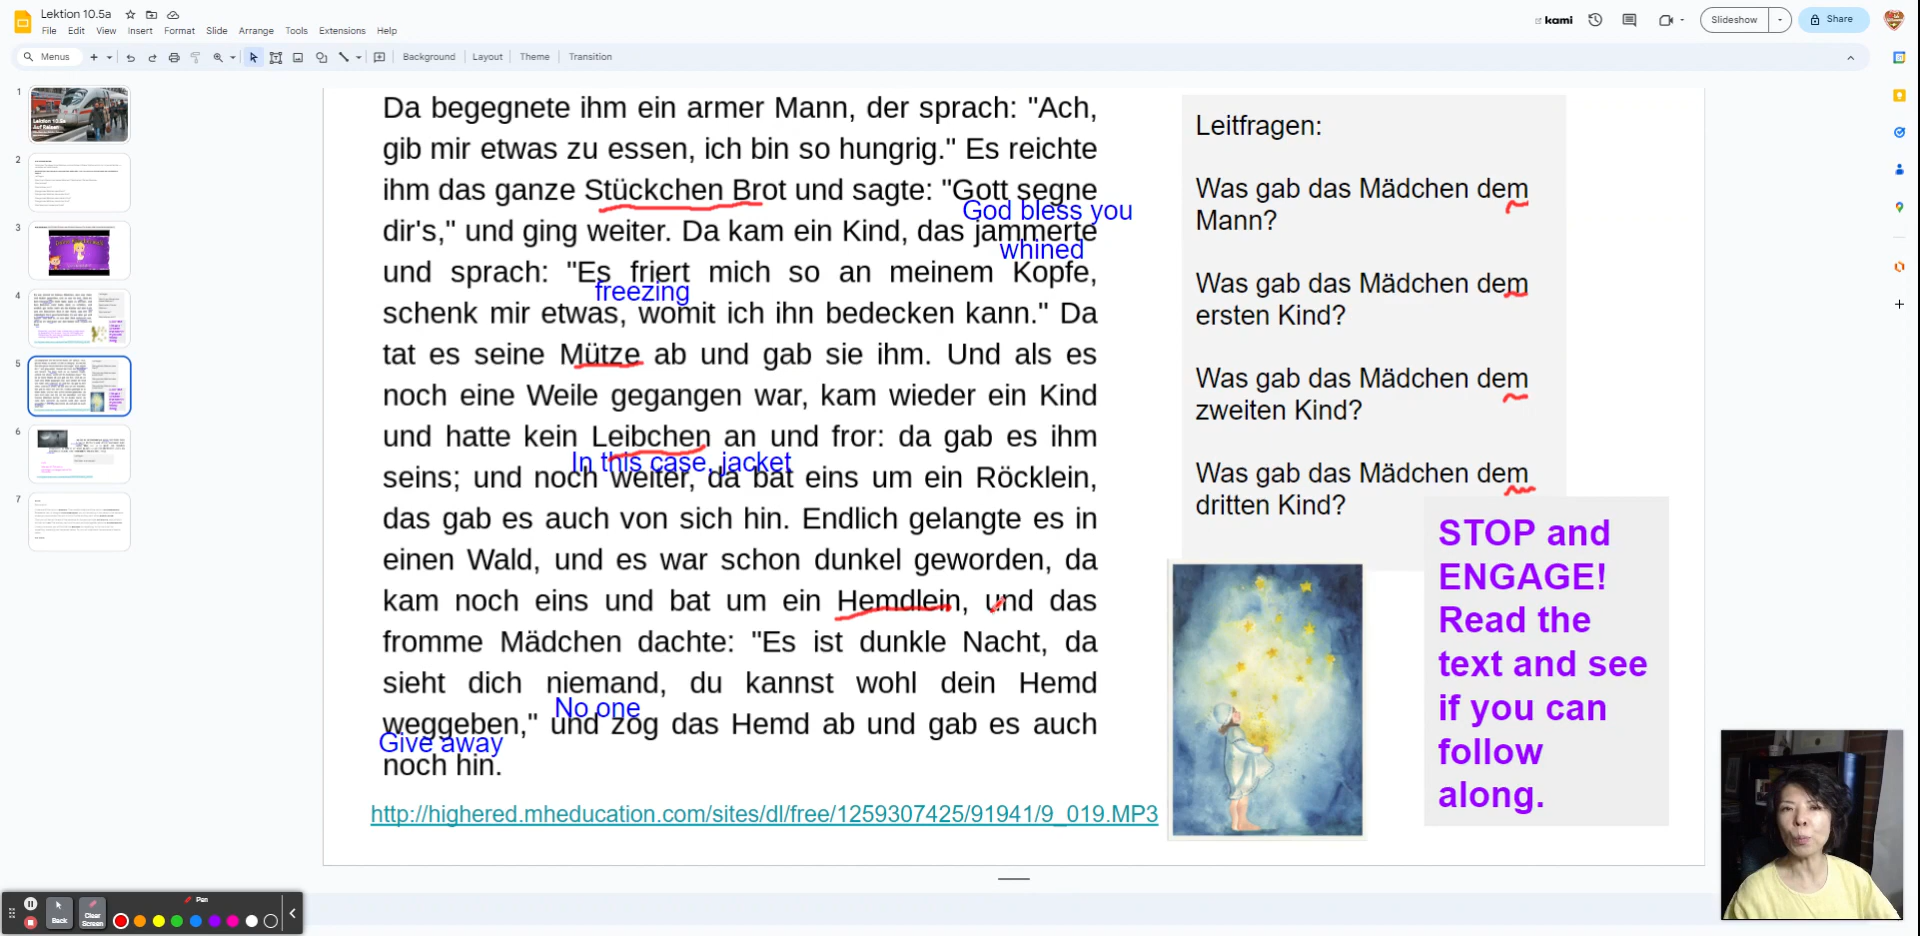 Lektion 10.5a
File Edit View Insert Format Slide Arrange Tools Extensions Help
kami
Slideshow
Share
Menus
Background Layout Theme Transition
1
2
3
4
5
6
7
Da begegnete ihm ein armer Mann, der sprach: "Ach,
gib mir etwas zu essen, ich bin so hungrig." Es reichte
ihm das ganze Stückchen Brot und sagte: "Gott segne
God bless you
dir's," und ging weiter. Da kam ein Kind, das jammerte
whined
und sprach: "Es friert mich so an meinem Kopfe,
freezing
schenk mir etwas, womit ich ihn bedecken kann." Da
tat es seine Mütze ab und gab sie ihm. Und als es
noch eine Weile gegangen war, kam wieder ein Kind
und hatte kein Leibchen an und fror: da gab es ihm
In this case, jacket
seins; und noch weiter, da bat eins um ein Röcklein,
das gab es auch von sich hin. Endlich gelangte es in
einen Wald, und es war schon dunkel geworden, da
kam noch eins und bat um ein Hemdlein, und das
fromme Mädchen dachte: "Es ist dunkle Nacht, da
sieht dich niemand, du kannst wohl dein Hemd
No one
weggeben," und zog das Hemd ab und gab es auch
Give away
noch hin.
http://highered.mheducation.com/sites/dl/free/1259307425/91941/9_019.MP3
Leitfragen:
Was gab das Mädchen dem
Mann?
Was gab das Mädchen dem
ersten Kind?
Was gab das Mädchen dem
zweiten Kind?
Was gab das Mädchen dem
dritten Kind?
STOP and
ENGAGE!
Read the
text and see
if you can
follow
along.
Pen
Back
Clear
Screen